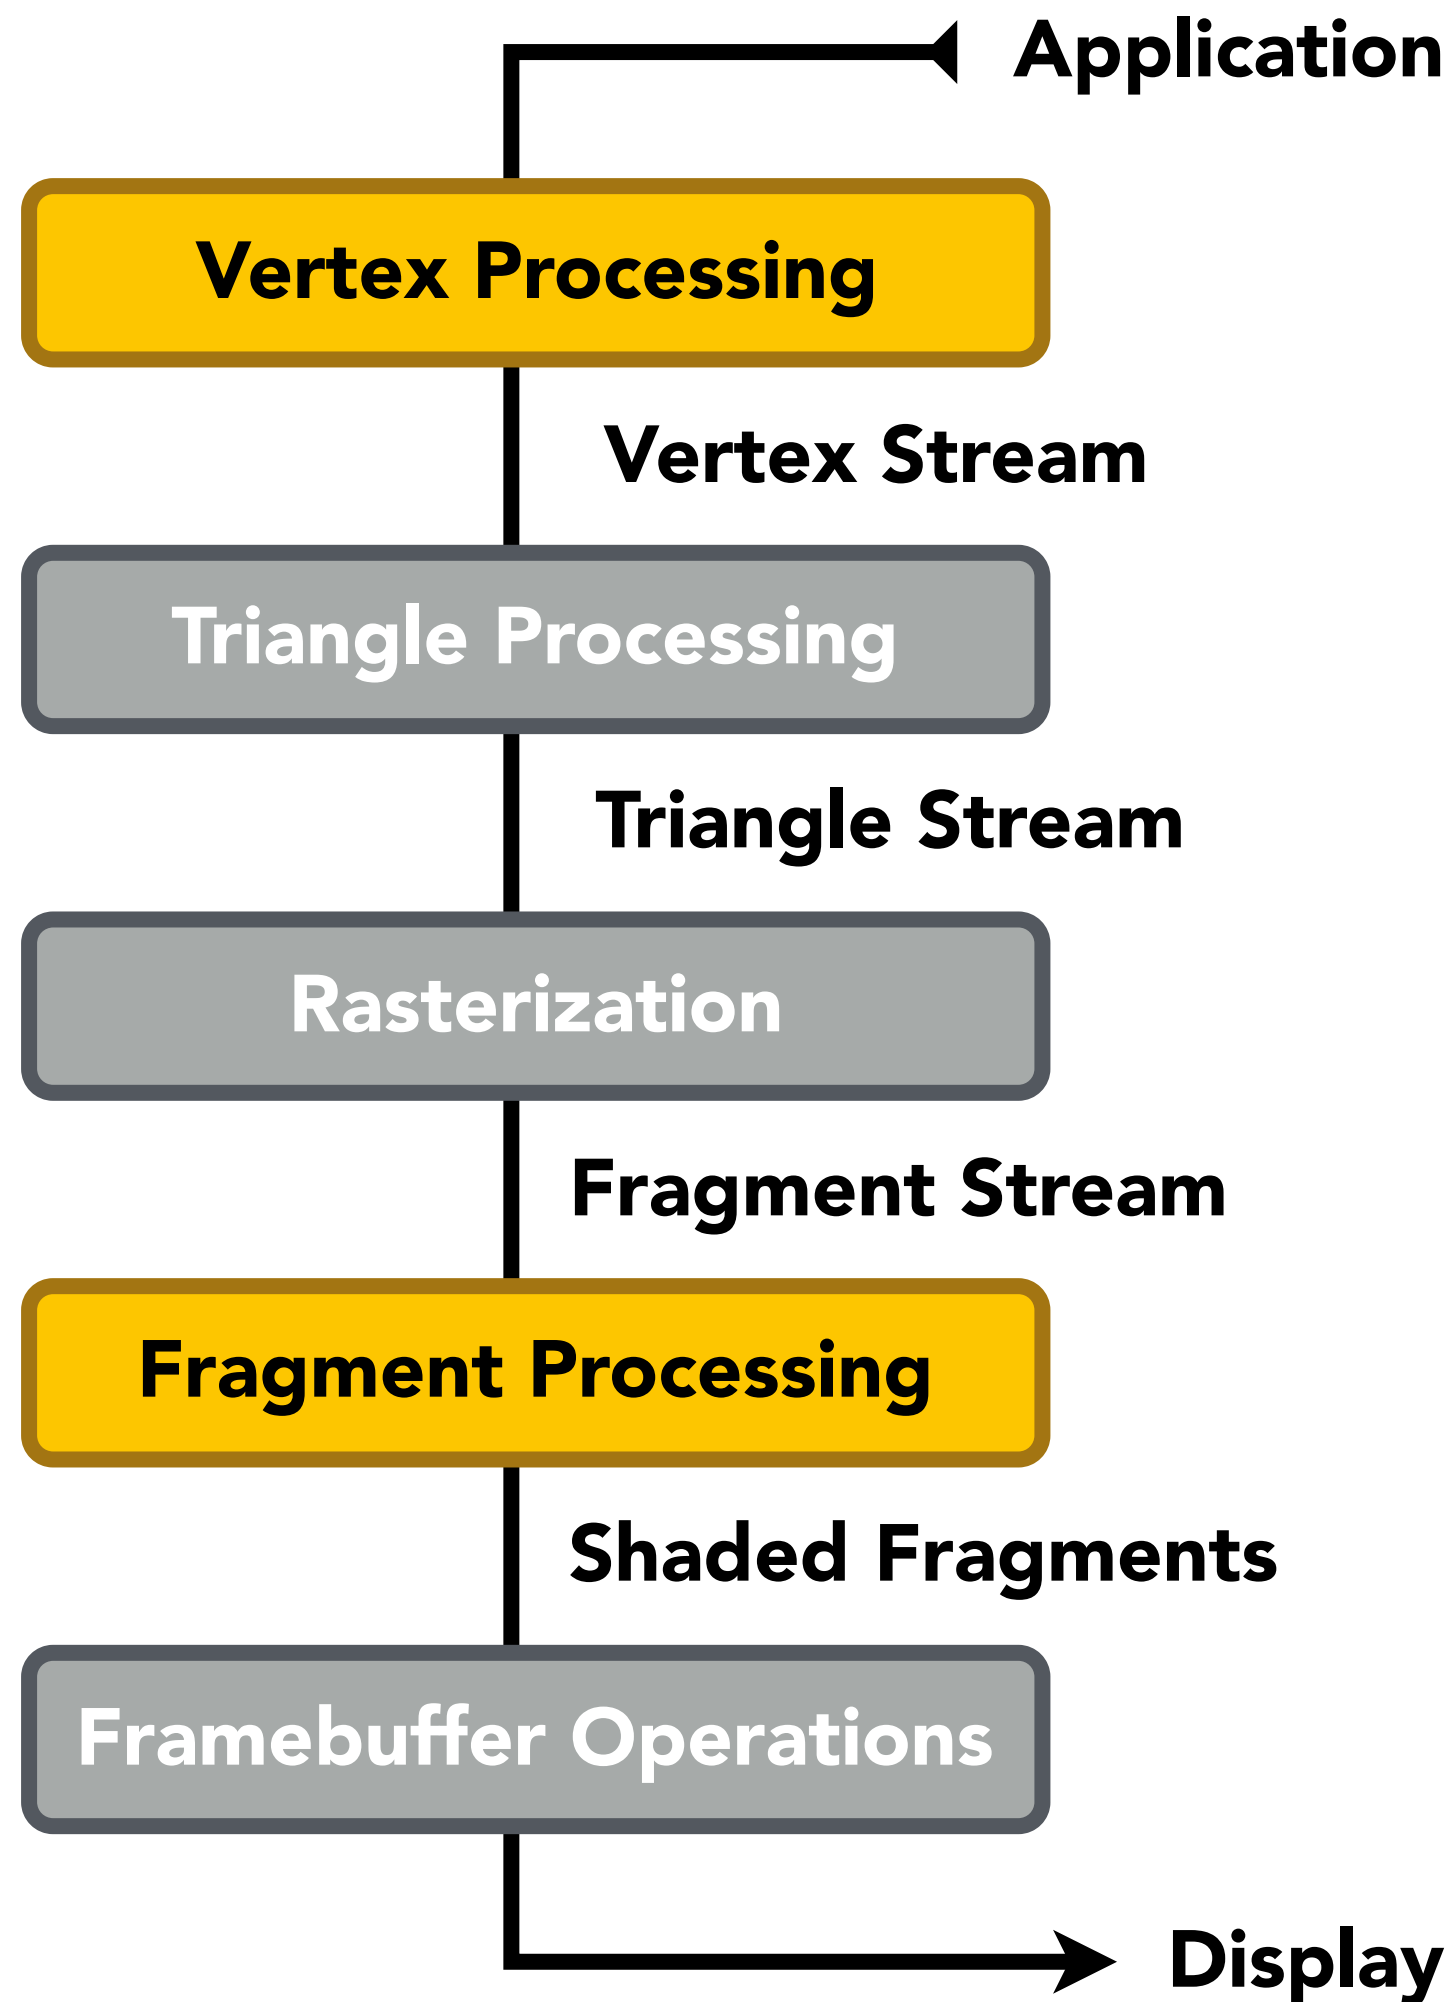 Application
Vertex Processing
Vertex Stream
Triangle Processing
Triangle Stream
Rasterization
Fragment Stream
Fragment Processing
Shaded Fragments
Framebuffer Operations
Display